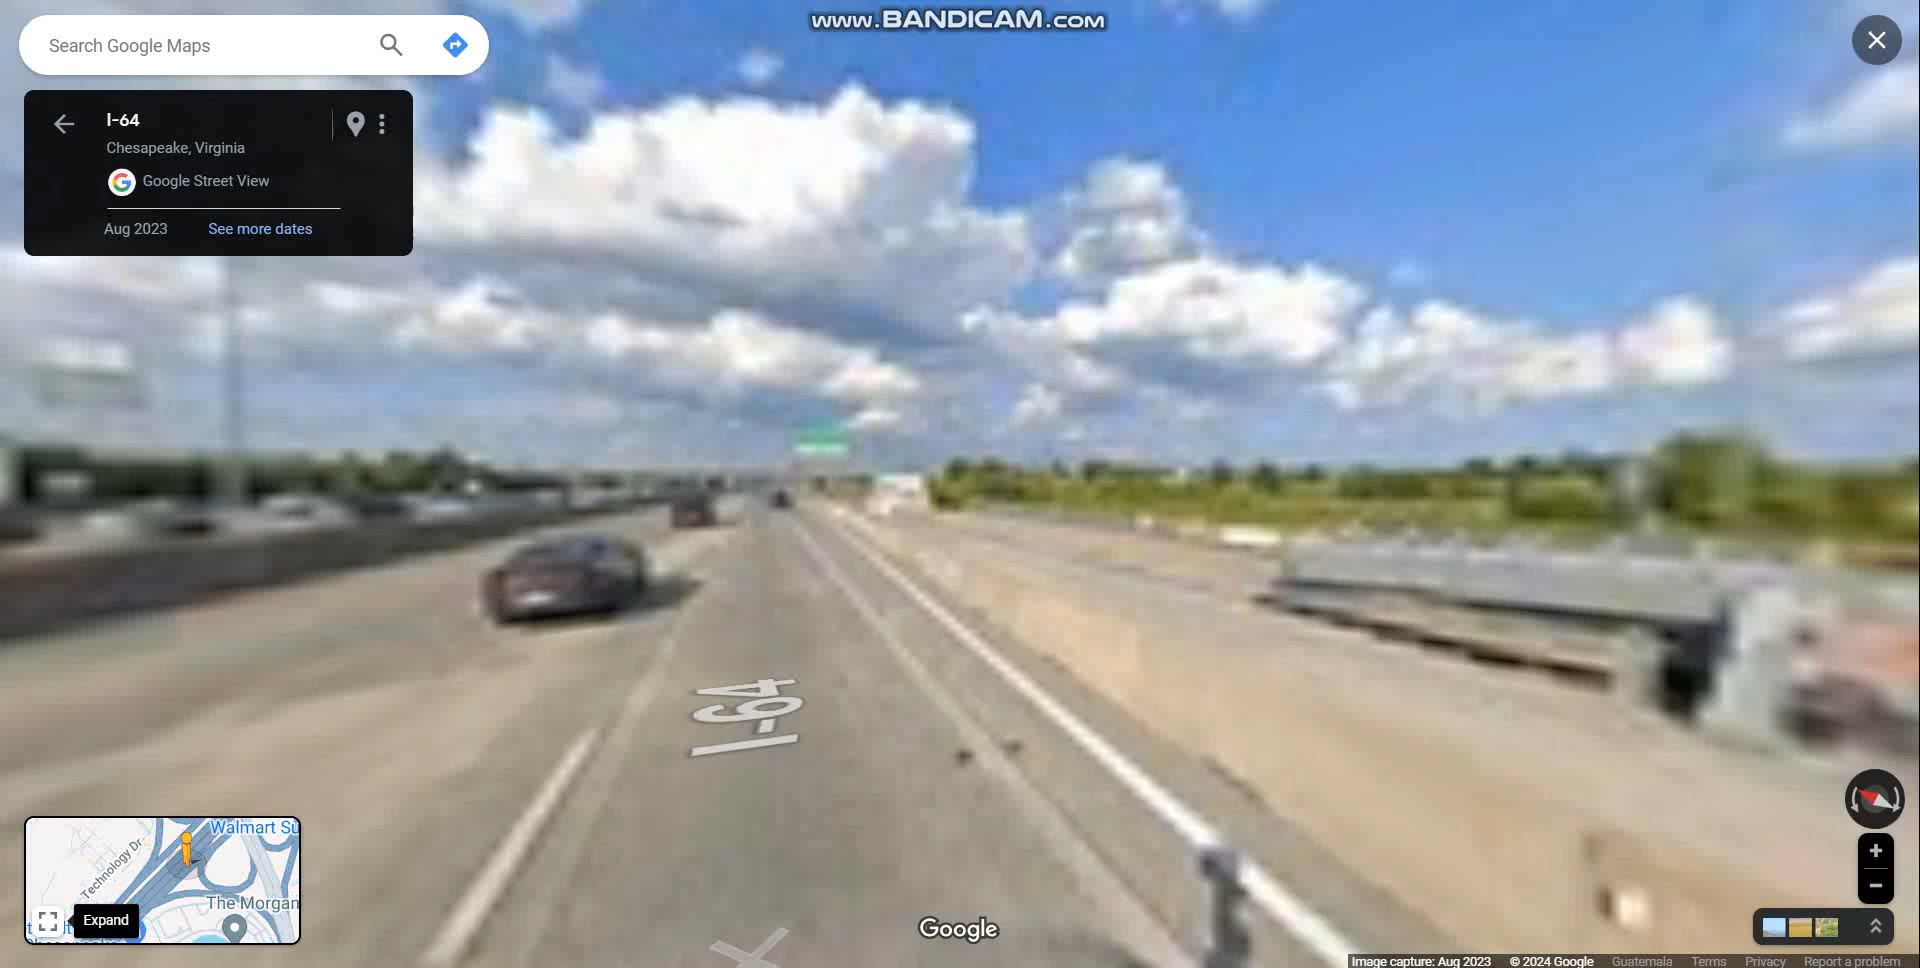 www.BANDICAM.com
Search Google Maps
I-64
Chesapeake, Virginia
Google Street View
Aug 2023 See more dates
I-64
Walmart Su
Technology Dr
The Morgan
Expand
Google
Image capture: Aug 2023 © 2024 Google Guatemala Terms Privacy Report a problem